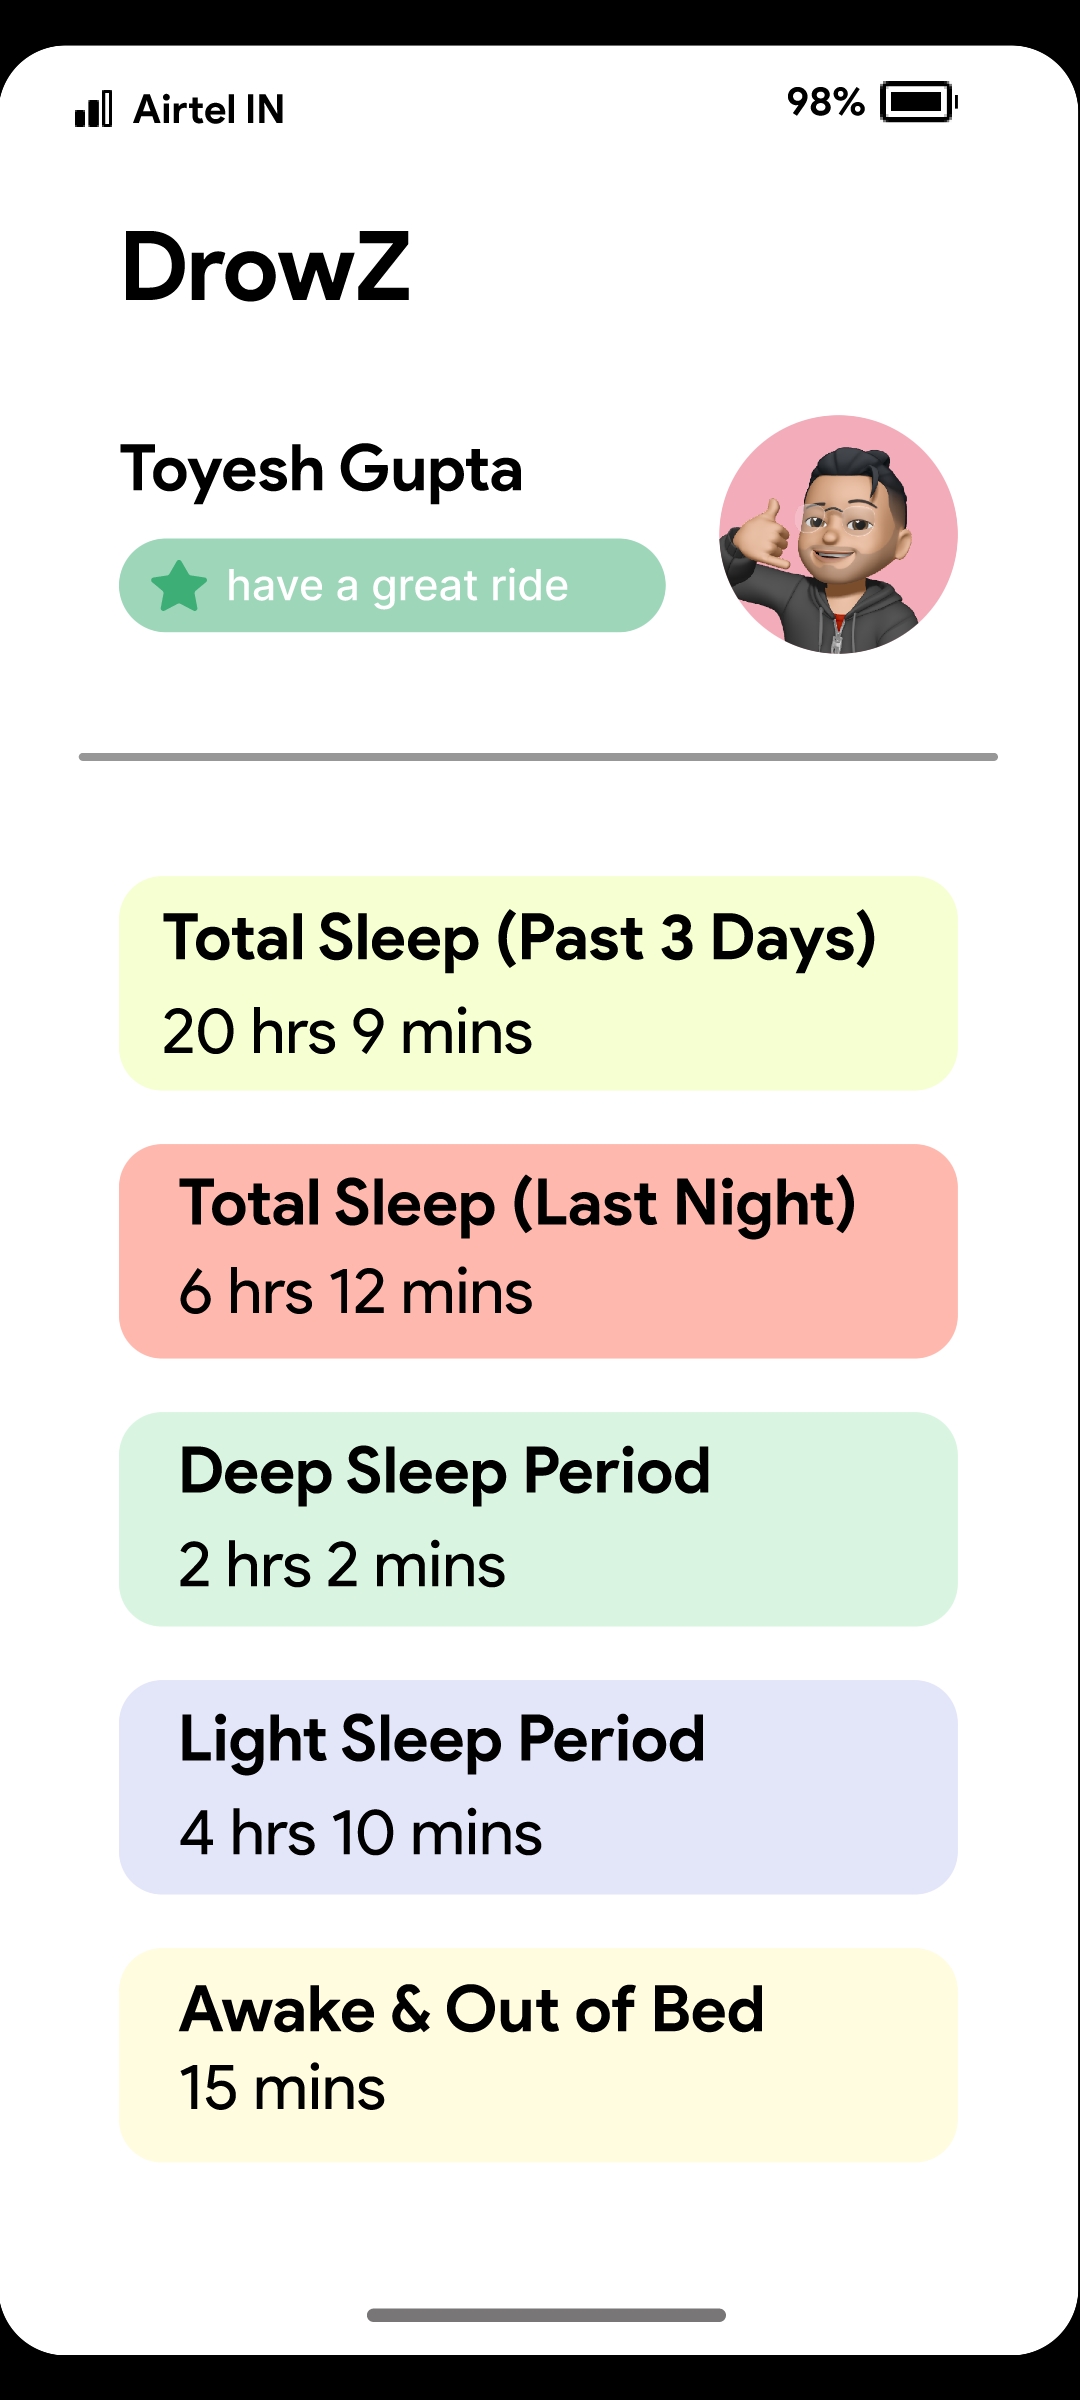 Airtel IN
98%
DrowZ
Toyesh Gupta
have a great ride
Total Sleep (Past 3 Days)
20 hrs 9 mins
Total Sleep (Last Night)
6 hrs 12 mins
Deep Sleep Period
2 hrs 2 mins
Light Sleep Period
4 hrs 10 mins
Awake & Out of Bed
15 mins